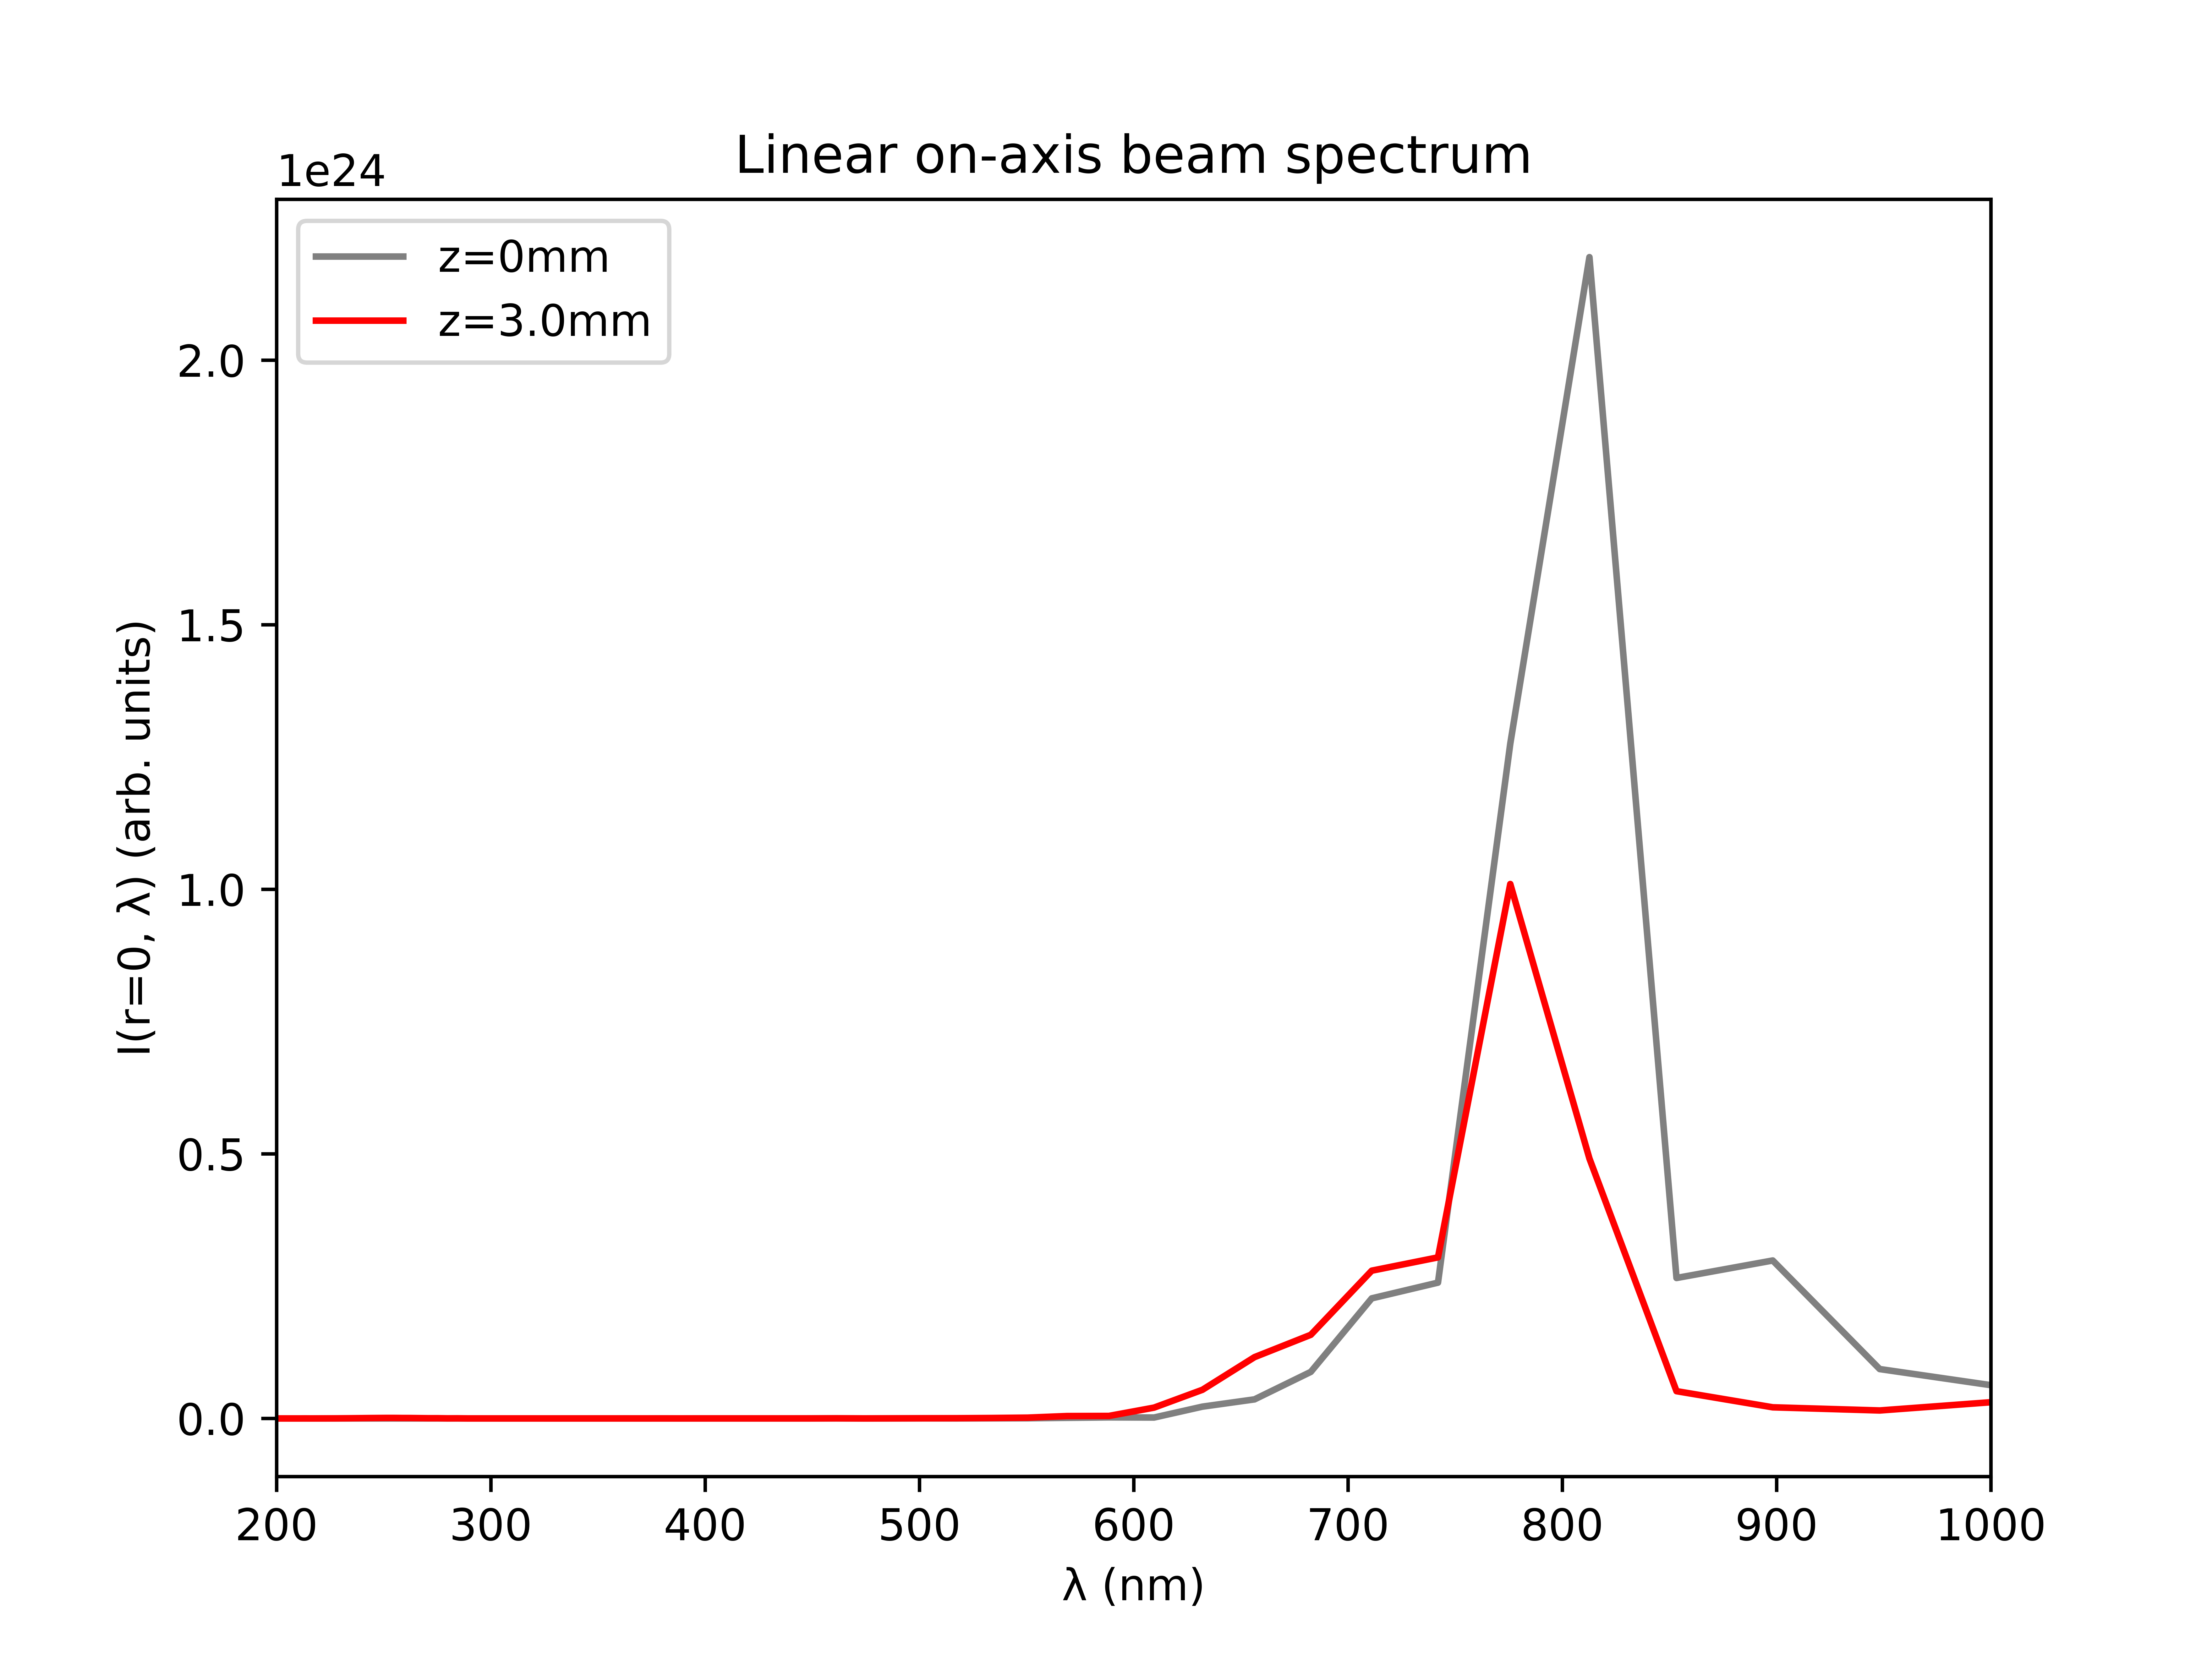 Linear on-axis beam spectrum
1e24
z=0mm
z=3.0mm
I(r=0, λ) (arb. units)
2.0
1.5
1.0
0.5
0.0
200 300 400 500 600 700 800 900 1000
λ (nm)